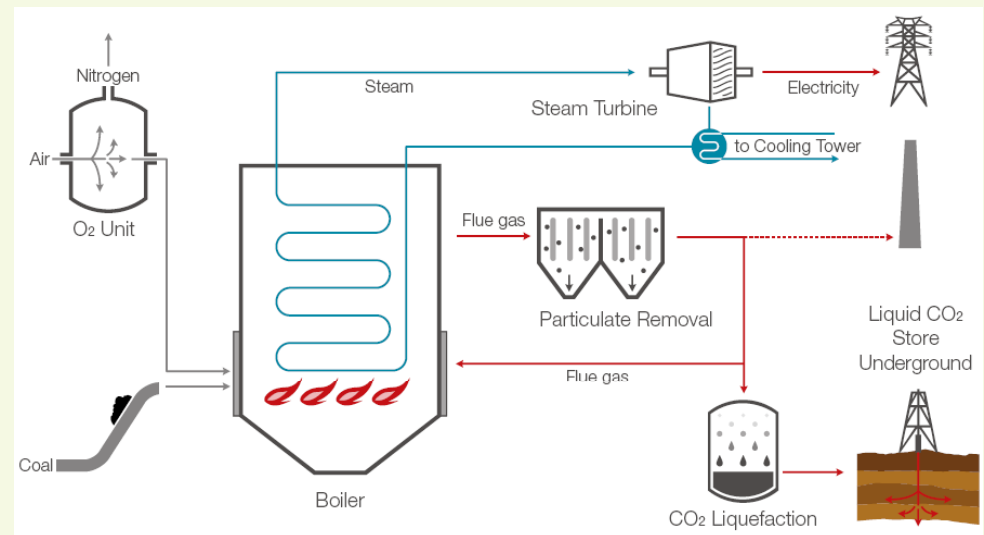 Nitrogen
Air
O₂ Unit
Coal
Steam
Steam Turbine
Electricity
to Cooling Tower
Flue gas
Particulate Removal
Flue gas
Boiler
CO₂ Liquefaction
Liquid CO₂
Store
Underground